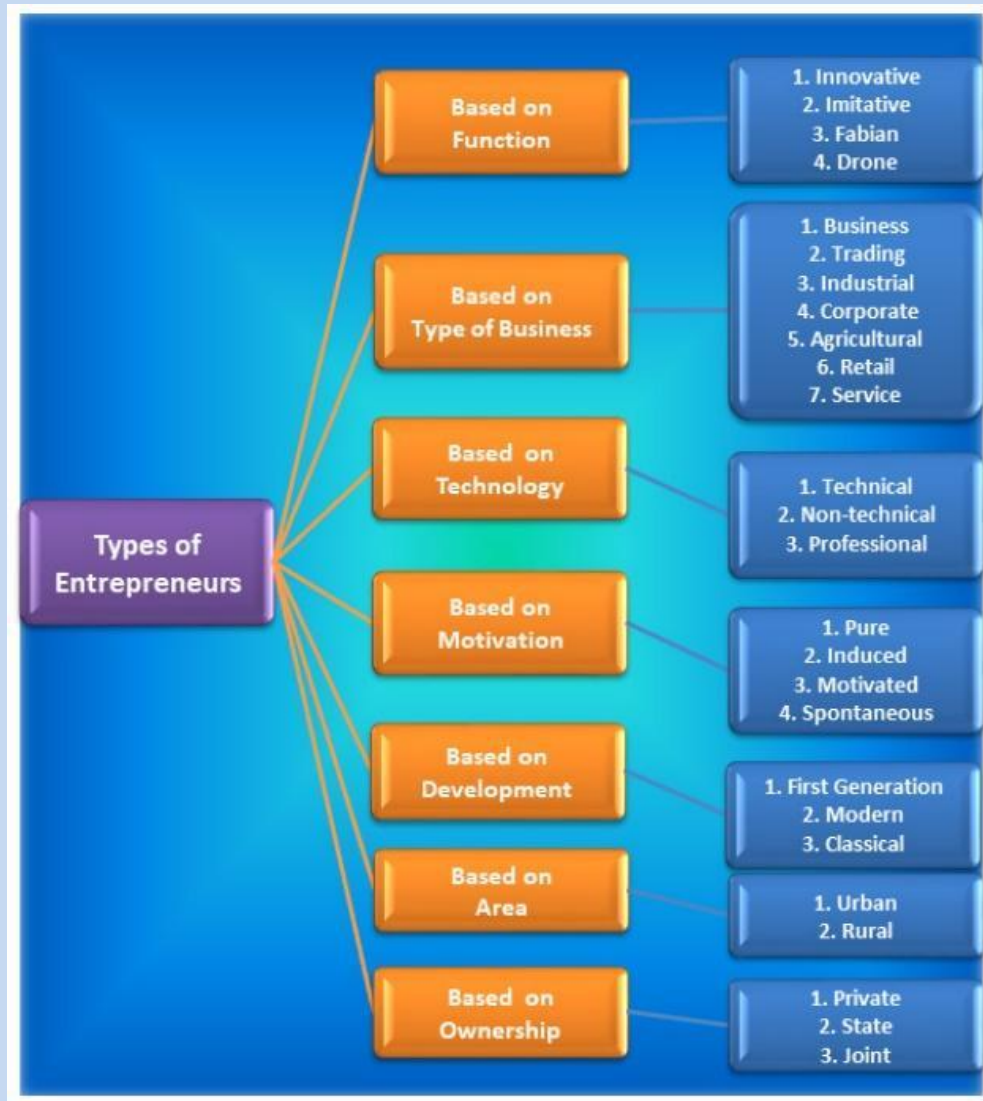 Types of
Entrepreneurs
Based on
Function
1. Innovative
2. Imitative
3. Fabian
4. Drone
Based on
Type of Business
1. Business
2. Trading
3. Industrial
4. Corporate
5. Agricultural
6. Retail
7. Service
Based on
Technology
1. Technical
2. Non-technical
3. Professional
Based on
Motivation
1. Pure
2. Induced
3. Motivated
4. Spontaneous
Based on
Development
1. First Generation
2. Modern
3. Classical
Based on
Area
1. Urban
2. Rural
Based on
Ownership
1. Private
2. State
3. Joint